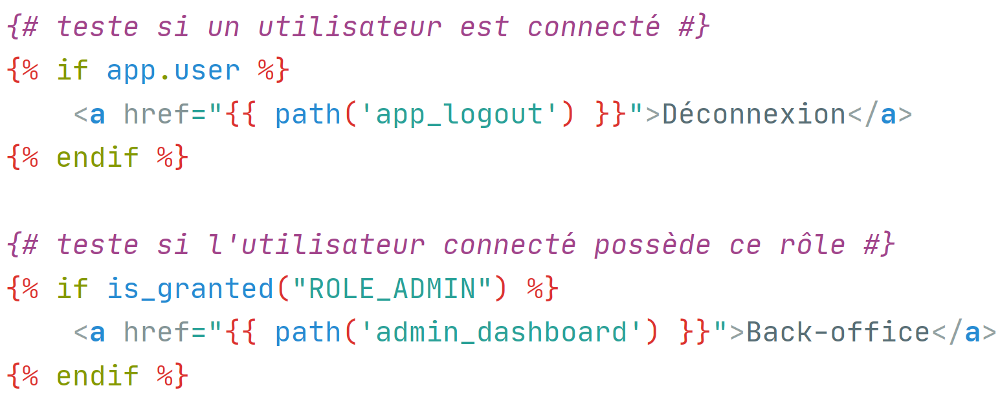 {# teste si un utilisateur est connecté #}
{% if app.user %}
    <a href="{{ path('app_logout') }}">Déconnexion</a>
{% endif %}

{# teste si l'utilisateur connecté possède ce rôle #}
{% if is_granted("ROLE_ADMIN") %}
    <a href="{{ path('admin_dashboard') }}">Back-office</a>
{% endif %}